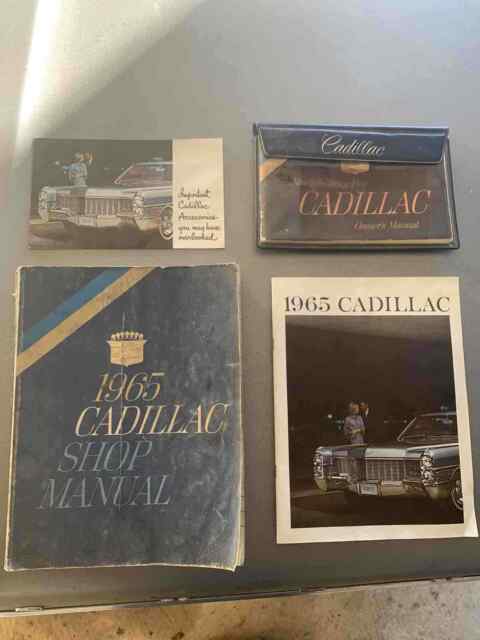 Important
Cadillac
Accessories
you may have
overlooked.
Cadillac
CADILLAC
Owner's Manual
1965
CADILLAC
SHOP
MANUAL
1965 CADILLAC